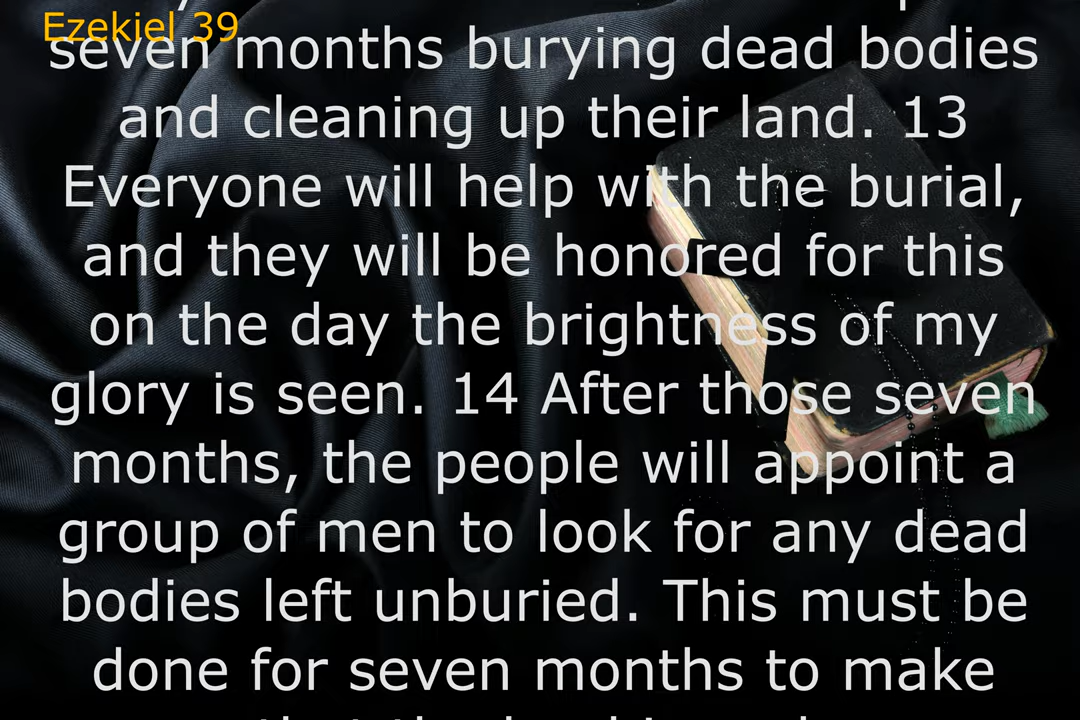 Ezekiel 39
seven months burying dead bodies
and cleaning up their land. 13
Everyone will help with the burial,
and they will be honored for this
on the day the brightness of my
glory is seen. 14 After those seven
months, the people will appoint a
group of men to look for any dead
bodies left unburied. This must be
done for seven months to make